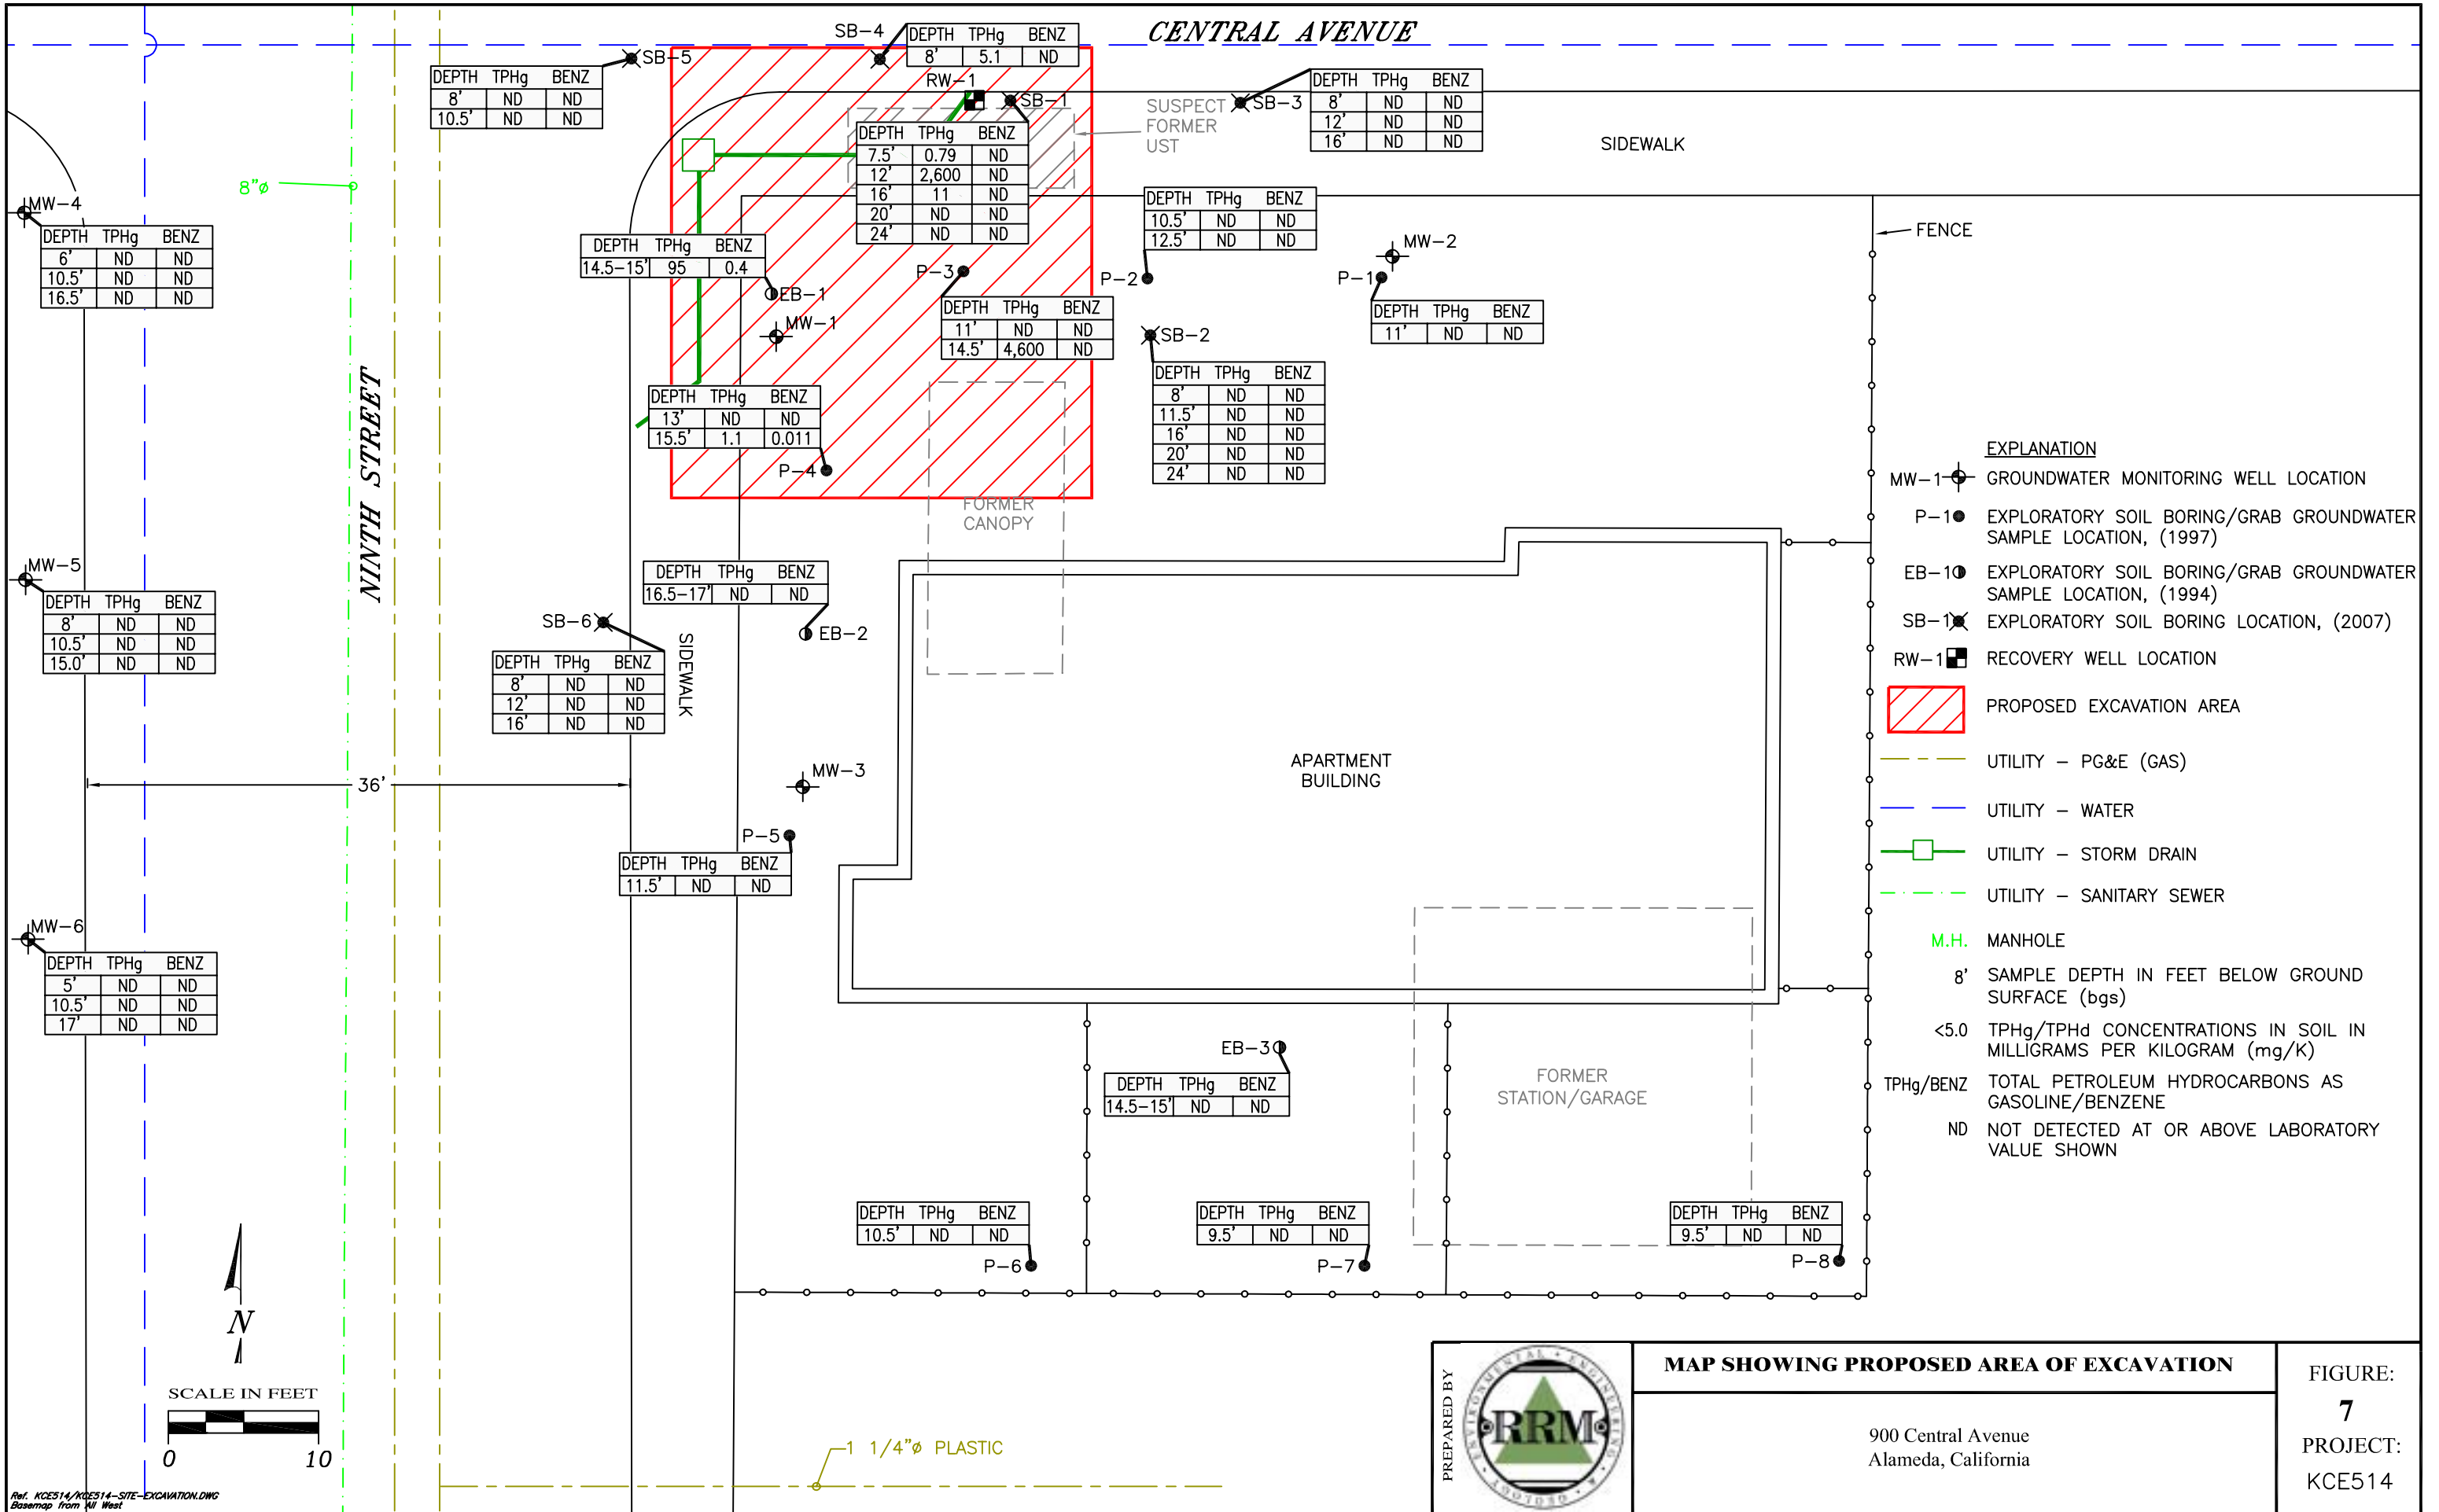 CENTRAL AVENUE
SB-4
DEPTH TPHg BENZ
8' 5.1 ND
SB-5
DEPTH TPHg BENZ
8' ND ND
10.5' ND ND
RW-1
SB-1
DEPTH TPHg BENZ
7.5' 0.79 ND
12' 2,600 ND
16' 11 ND
20' ND ND
24' ND ND
SUSPECT
FORMER
UST
SB-3
DEPTH TPHg BENZ
8' ND ND
12' ND ND
16' ND ND
SIDEWALK
8"ø
MW-4
DEPTH TPHg BENZ
6' ND ND
10.5' ND ND
16.5' ND ND
DEPTH TPHg BENZ
14.5-15' 95 0.4
EB-1
MW-1
P-3
DEPTH TPHg BENZ
11' ND ND
14.5' 4,600 ND
DEPTH TPHg BENZ
10.5' ND ND
12.5' ND ND
P-2
MW-2
P-1
DEPTH TPHg BENZ
11' ND ND
FENCE
SB-2
DEPTH TPHg BENZ
8' ND ND
11.5' ND ND
16' ND ND
20' ND ND
24' ND ND
DEPTH TPHg BENZ
13' ND ND
15.5' 1.1 0.011
P-4
NINTH STREET
FORMER
CANOPY
MW-5
DEPTH TPHg BENZ
8' ND ND
10.5' ND ND
15.0' ND ND
DEPTH TPHg BENZ
16.5-17' ND ND
EB-2
SB-6
DEPTH TPHg BENZ
8' ND ND
12' ND ND
16' ND ND
SIDEWALK
36'
MW-3
P-5
DEPTH TPHg BENZ
11.5' ND ND
APARTMENT
BUILDING
MW-6
DEPTH TPHg BENZ
5' ND ND
10.5' ND ND
17' ND ND
EB-3
DEPTH TPHg BENZ
14.5-15' ND ND
FORMER
STATION/GARAGE
DEPTH TPHg BENZ
10.5' ND ND
P-6
DEPTH TPHg BENZ
9.5' ND ND
P-7
DEPTH TPHg BENZ
9.5' ND ND
P-8
EXPLANATION
MW-1 GROUNDWATER MONITORING WELL LOCATION
P-1 EXPLORATORY SOIL BORING/GRAB GROUNDWATER
SAMPLE LOCATION, (1997)
EB-1 EXPLORATORY SOIL BORING/GRAB GROUNDWATER
SAMPLE LOCATION, (1994)
SB-1 EXPLORATORY SOIL BORING LOCATION, (2007)
RW-1 RECOVERY WELL LOCATION
PROPOSED EXCAVATION AREA
UTILITY - PG&E (GAS)
UTILITY - WATER
UTILITY - STORM DRAIN
UTILITY - SANITARY SEWER
M.H. MANHOLE
8' SAMPLE DEPTH IN FEET BELOW GROUND
SURFACE (bgs)
<5.0 TPHg/TPHd CONCENTRATIONS IN SOIL IN
MILLIGRAMS PER KILOGRAM (mg/K)
TPHg/BENZ TOTAL PETROLEUM HYDROCARBONS AS
GASOLINE/BENZENE
ND NOT DETECTED AT OR ABOVE LABORATORY
VALUE SHOWN
N
SCALE IN FEET
0 10
1 1/4"ø PLASTIC
Ref. KCE514/KCE514-SITE-EXCAVATION.DWG
Basemap from All West
PREPARED BY
ENVIRONMENTAL • ENGINEERING • & GEOLOGY •
RRM
MAP SHOWING PROPOSED AREA OF EXCAVATION
900 Central Avenue
Alameda, California
FIGURE:
7
PROJECT:
KCE514